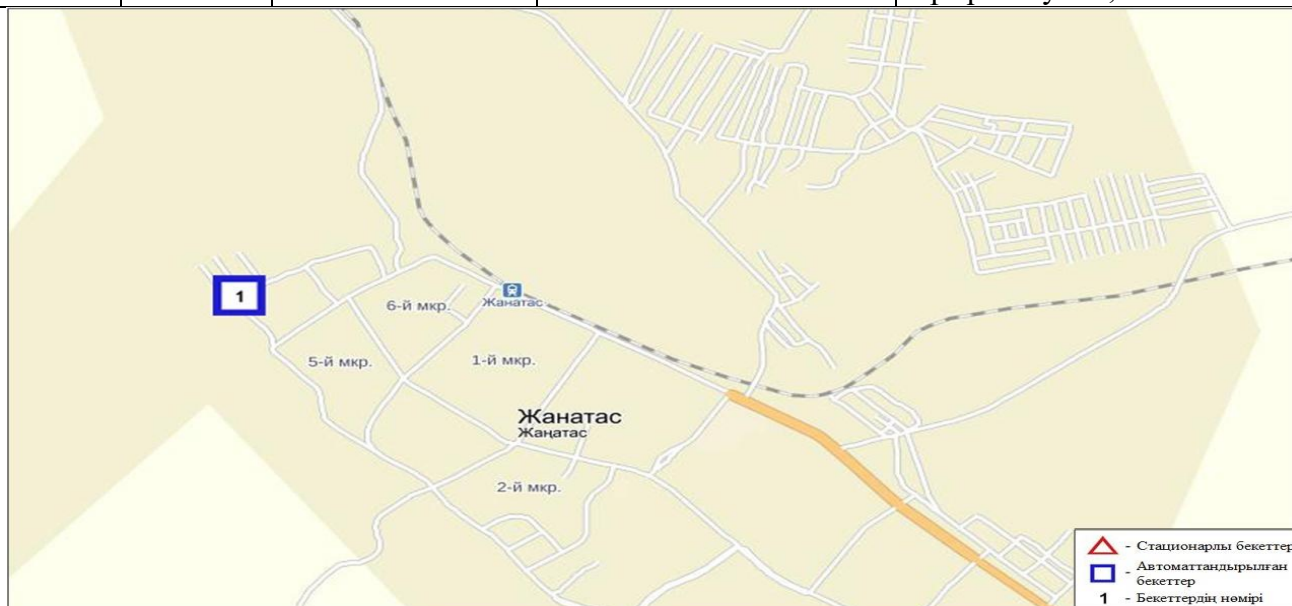 1
6-й мкр.
Жанатас
5-й мкр.
1-й мкр.
Жанатас
Жаңатас
2-й мкр.
- Стационарлы бекеттер
- Автоматтандырылған
бекеттер
1 - Бекеттердің нөмірі